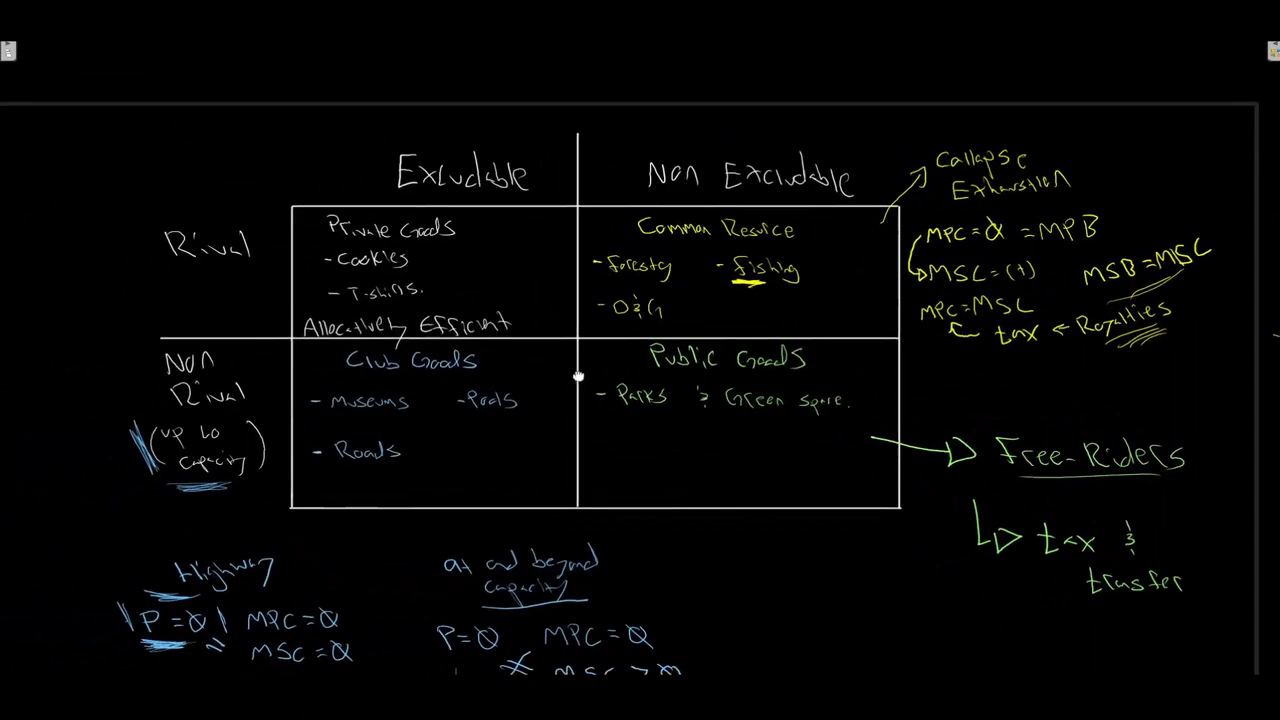 Excludable
Non Excludable
Rival
Private Goods
- Cookies
- T-shirts.
Allocatively Efficient
Common Resurce
- Forestry - Fishing
- O & G
Collapse
Exhaustion
MPC = 0 = MPB
MSC = (+) MSB = MSC
MPC = MSC
tax ← Royalties
Non
Rival
(up to
capacity)
Club Goods
- Museums - Pools
- Roads
Public Goods
- Parks & Green space.
Free-Riders
tax &
transfer
Highway
P = 0 MPC = 0
MSC = 0
at and beyond
capacity
P = 0 MPC = 0